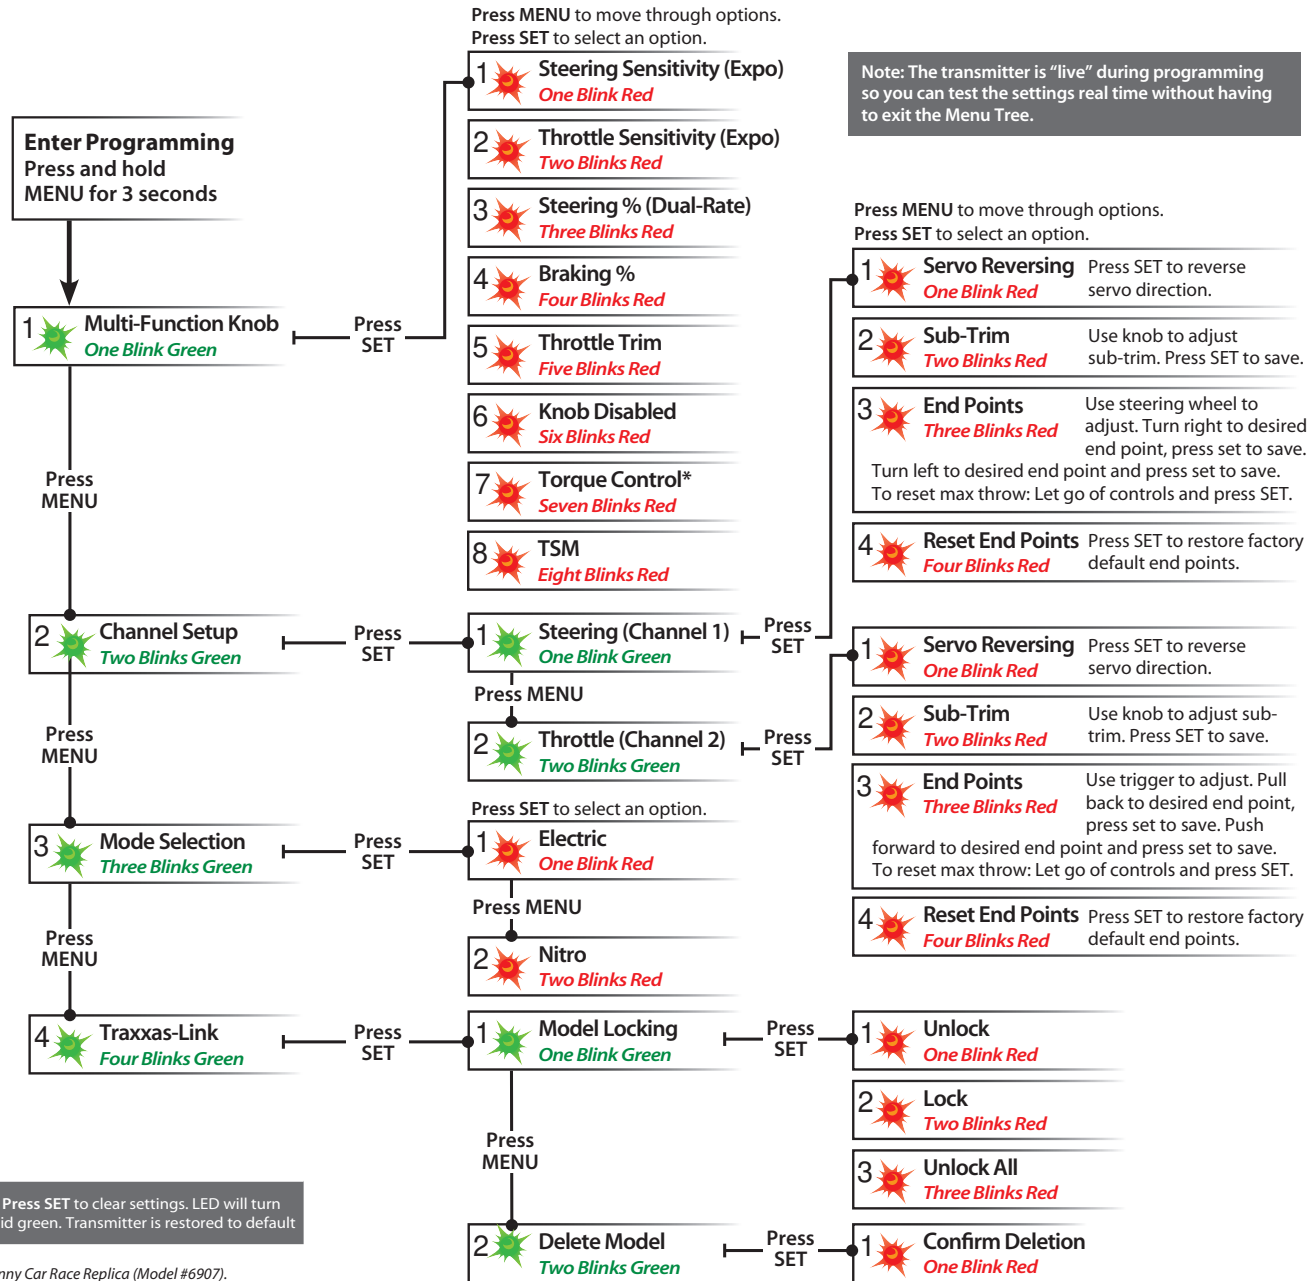 Press MENU to move through options.
Press SET to select an option.
1 Steering Sensitivity (Expo)
One Blink Red
2 Throttle Sensitivity (Expo)
Two Blinks Red
3 Steering % (Dual-Rate)
Three Blinks Red
4 Braking %
Four Blinks Red
5 Throttle Trim
Five Blinks Red
6 Knob Disabled
Six Blinks Red
7 Torque Control*
Seven Blinks Red
8 TSM
Eight Blinks Red
Note: The transmitter is “live” during programming
so you can test the settings real time without having
to exit the Menu Tree.
Enter Programming
Press and hold
MENU for 3 seconds
1 Multi-Function Knob
One Blink Green
Press
SET
Press
MENU
2 Channel Setup
Two Blinks Green
Press
SET
1 Steering (Channel 1)
One Blink Green
Press
SET
Press MENU
2 Throttle (Channel 2)
Two Blinks Green
Press
SET
Press MENU to move through options.
Press SET to select an option.
1 Servo Reversing Press SET to reverse
One Blink Red servo direction.
2 Sub-Trim Use knob to adjust
Two Blinks Red sub-trim. Press SET to save.
3 End Points Use steering wheel to
Three Blinks Red adjust. Turn right to desired
end point, press set to save.
Turn left to desired end point and press set to save.
To reset max throw: Let go of controls and press SET.
4 Reset End Points Press SET to restore factory
Four Blinks Red default end points.
1 Servo Reversing Press SET to reverse
One Blink Red servo direction.
2 Sub-Trim Use knob to adjust sub-
Two Blinks Red trim. Press SET to save.
3 End Points Use trigger to adjust. Pull
Three Blinks Red back to desired end point,
press set to save. Push
forward to desired end point and press set to save.
To reset max throw: Let go of controls and press SET.
4 Reset End Points Press SET to restore factory
Four Blinks Red default end points.
Press
MENU
3 Mode Selection
Three Blinks Green
Press
SET
Press SET to select an option.
1 Electric
One Blink Red
Press MENU
2 Nitro
Two Blinks Red
Press
MENU
4 Traxxas-Link
Four Blinks Green
Press
SET
1 Model Locking
One Blink Green
Press
SET
1 Unlock
One Blink Red
2 Lock
Two Blinks Red
3 Unlock All
Three Blinks Red
Press
MENU
2 Delete Model
Two Blinks Green
Press
SET
1 Confirm Deletion
One Blink Red
Press SET to clear settings. LED will turn
id green. Transmitter is restored to default
nny Car Race Replica (Model #6907).